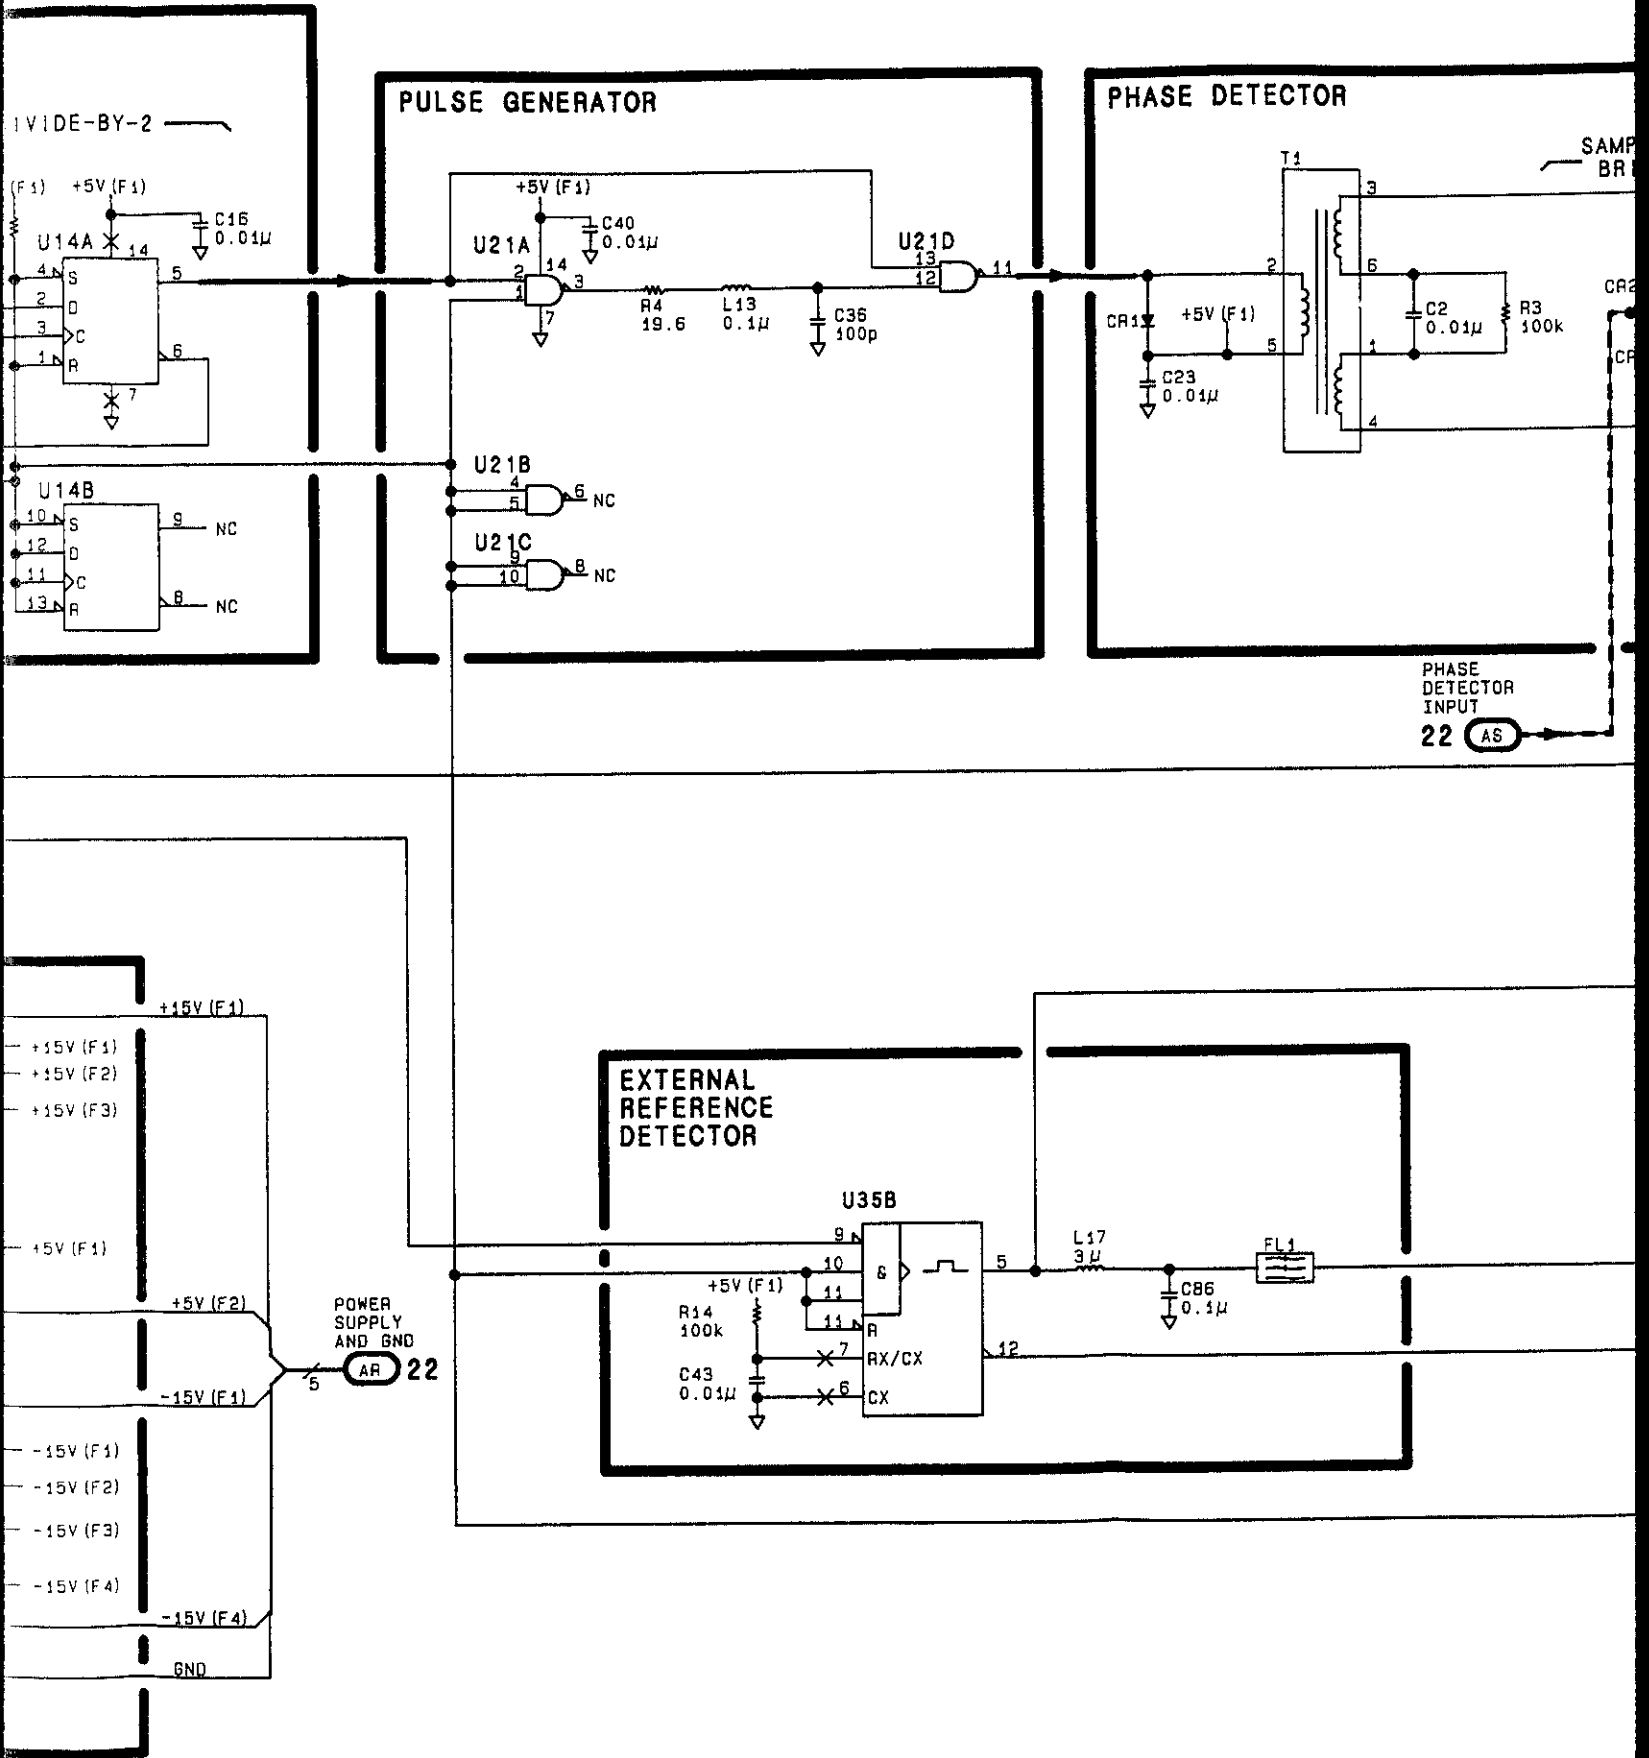 IVIDE-BY-2
(F1) +5V(F1)
C16
0.01µ
U14A
14
4 S
2 D
3 C
1 R
5
6
7
U14B
10 S
12 D
11 C
13 R
9 NC
8 NC
PULSE GENERATOR
+5V(F1)
C40
0.01µ
U21A
14
2
1
3
7
R4
19.6
L13
0.1µ
C36
100p
U21D
13
12
11
U21B
4
5
6 NC
U21C
9
10
8 NC
PHASE DETECTOR
T1
SAMP
BR
3
2
6
CR1
+5V(F1)
5
1
4
C2
0.01µ
R3
100k
CR2
C23
0.01µ
PHASE
DETECTOR
INPUT
22 AS
+15V(F1)
+15V(F1)
+15V(F2)
+15V(F3)
+5V(F1)
+5V(F2)
POWER
SUPPLY
AND GND
5
AR 22
-15V(F1)
-15V(F1)
-15V(F2)
-15V(F3)
-15V(F4)
-15V(F4)
GND
EXTERNAL
REFERENCE
DETECTOR
U35B
9
10
&
11
11 R
7 RX/CX
6 CX
5
12
+5V(F1)
R14
100k
C43
0.01µ
L17
3µ
C86
0.1µ
FL1